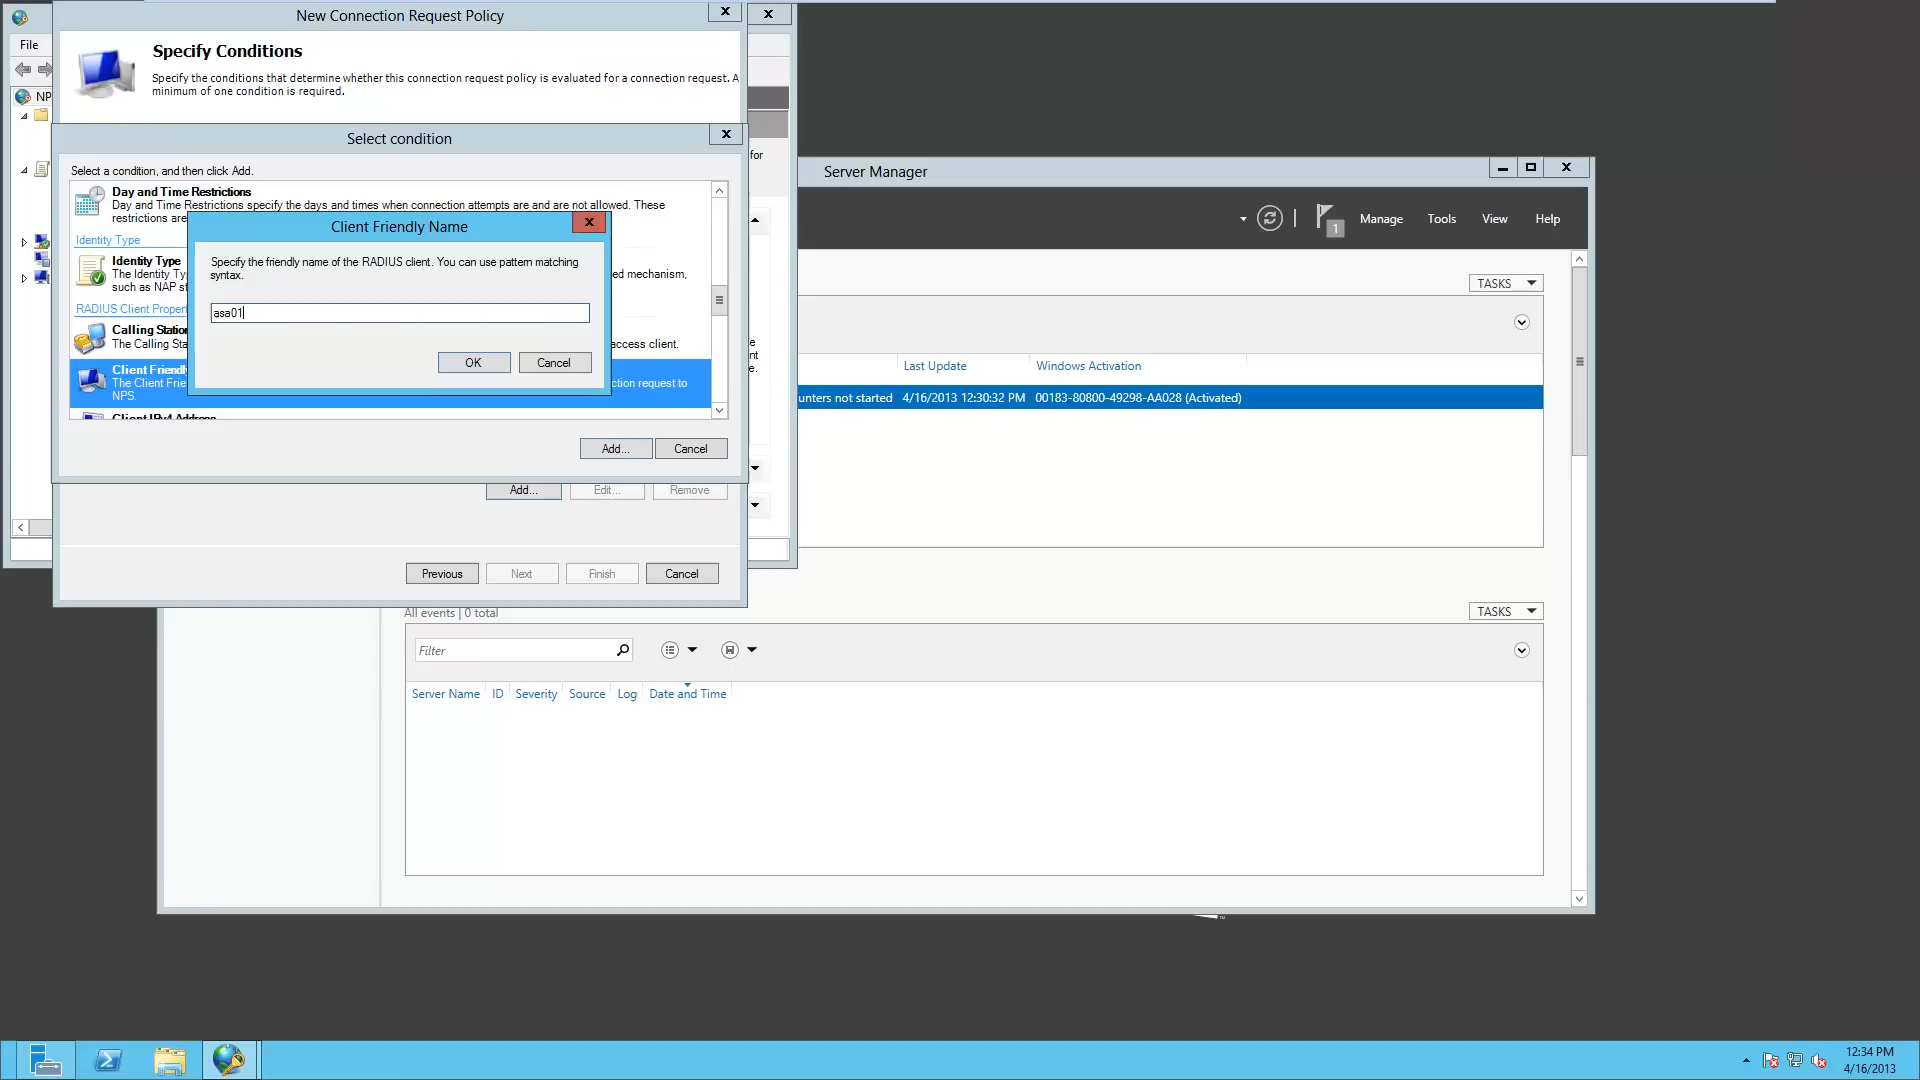 New Connection Request Policy
Specify Conditions
Specify the conditions that determine whether this connection request policy is evaluated for a connection request. A
minimum of one condition is required.
File
NP
Select condition
Select a condition, and then click Add.
Day and Time Restrictions
Day and Time Restrictions specify the days and times when connection attempts are and are not allowed. These
restrictions are
Identity Type
Identity Type
The Identity Ty
ed mechanism,
such as NAP
RADIUS Client Proper
Calling Station
The Calling Sta
access client.
Client Friendl
The Client Frie
ction request to
NPS.
Client IPv4 Address
Add...
Cancel
Client Friendly Name
Specify the friendly name of the RADIUS client. You can use pattern matching
syntax.
asa01
OK
Cancel
for
e
nt
e.
Add...
Edit...
Remove
Previous
Next
Finish
Cancel
Server Manager
1
Manage
Tools
View
Help
TASKS
Last Update
Windows Activation
unters not started
4/16/2013 12:30:32 PM
00183-80800-49298-AA028 (Activated)
All events | 0 total
TASKS
Filter
Server Name
ID
Severity
Source
Log
Date and Time
12:34 PM
4/16/2013